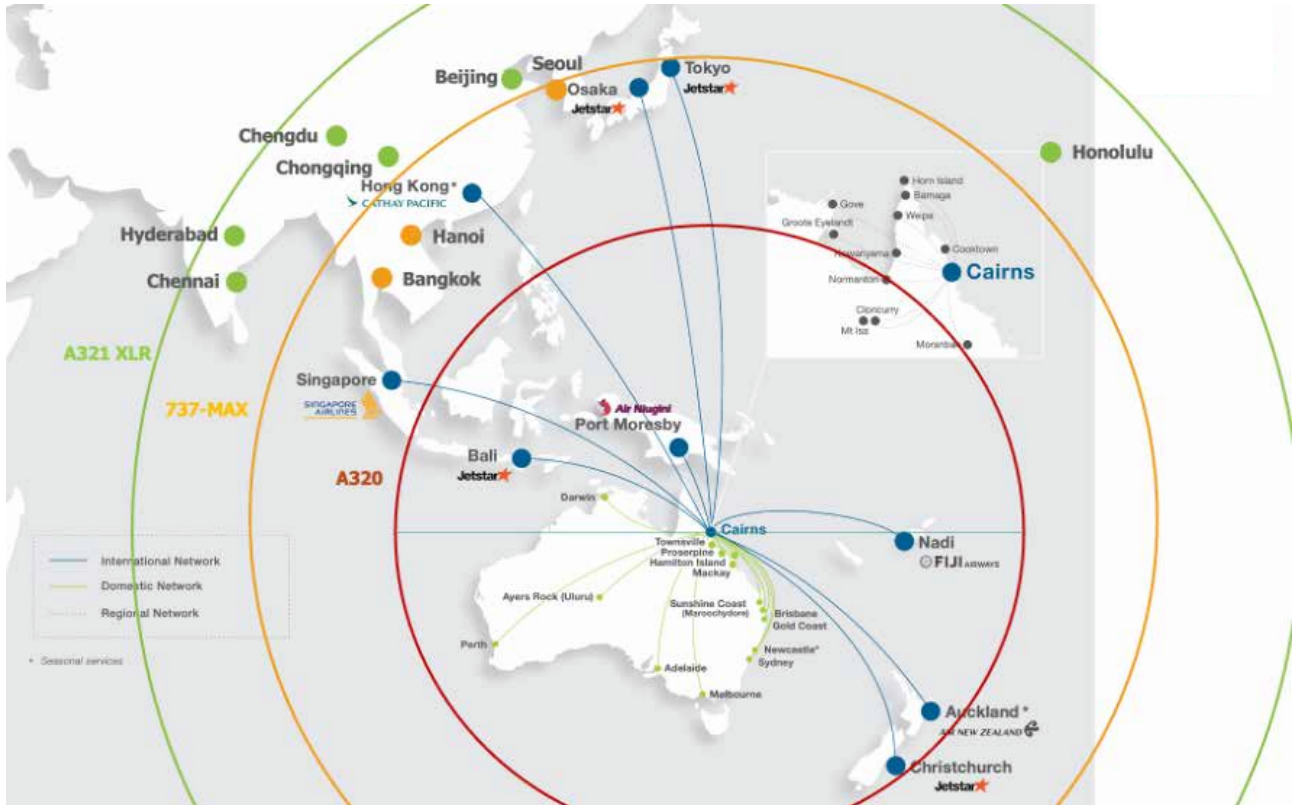 Beijing
Seoul
Osaka
Jetstar
Tokyo
Jetstar
Chengdu
Chongqing
Hong Kong*
CATHAY PACIFIC
Honolulu
Hyderabad
Hanoi
Chennai
Bangkok
Horn Island
Bamaga
Gove
Weipa
Groote Eylandt
Cooktown
Kowanyama
Cairns
Normanton
Cloncurry
Mt Isa
Moranbah
A321 XLR
737-MAX
A320
Singapore
SINGAPORE
AIRLINES
Air Niugini
Port Moresby
Bali
Jetstar
Darwin
Cairns
Townsville
Proserpine
Hamilton Island
Mackay
Nadi
FIJI AIRWAYS
International Network
Domestic Network
Regional Network
* Seasonal services
Ayers Rock (Uluru)
Sunshine Coast
(Maroochydore)
Brisbane
Gold Coast
Perth
Newcastle*
Sydney
Adelaide
Melbourne
Auckland *
AIR NEW ZEALAND
Christchurch
Jetstar